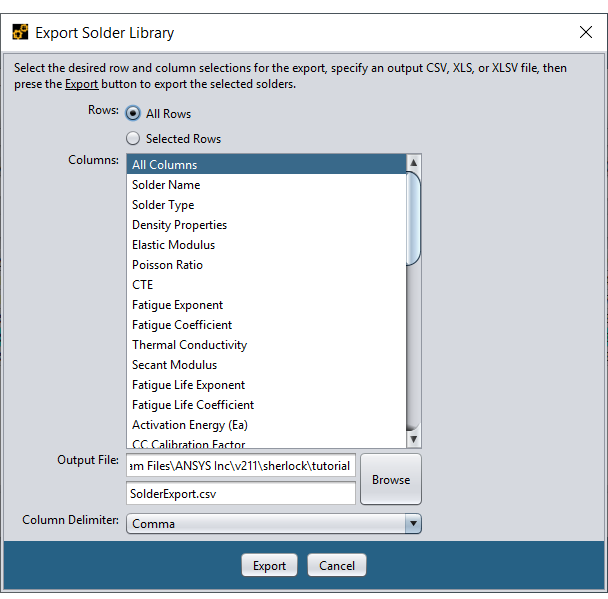 Export Solder Library
Select the desired row and column selections for the export, specify an output CSV, XLS, or XLSV file, then
prese the Export button to export the selected solders.
Rows: All Rows
Selected Rows
Columns: All Columns
Solder Name
Solder Type
Density Properties
Elastic Modulus
Poisson Ratio
CTE
Fatigue Exponent
Fatigue Coefficient
Thermal Conductivity
Secant Modulus
Fatigue Life Exponent
Fatigue Life Coefficient
Activation Energy (Ea)
CC Calibration Factor
Output File: am Files\ANSYS Inc\v211\sherlock\tutorial
Browse
SolderExport.csv
Column Delimiter: Comma
Export Cancel